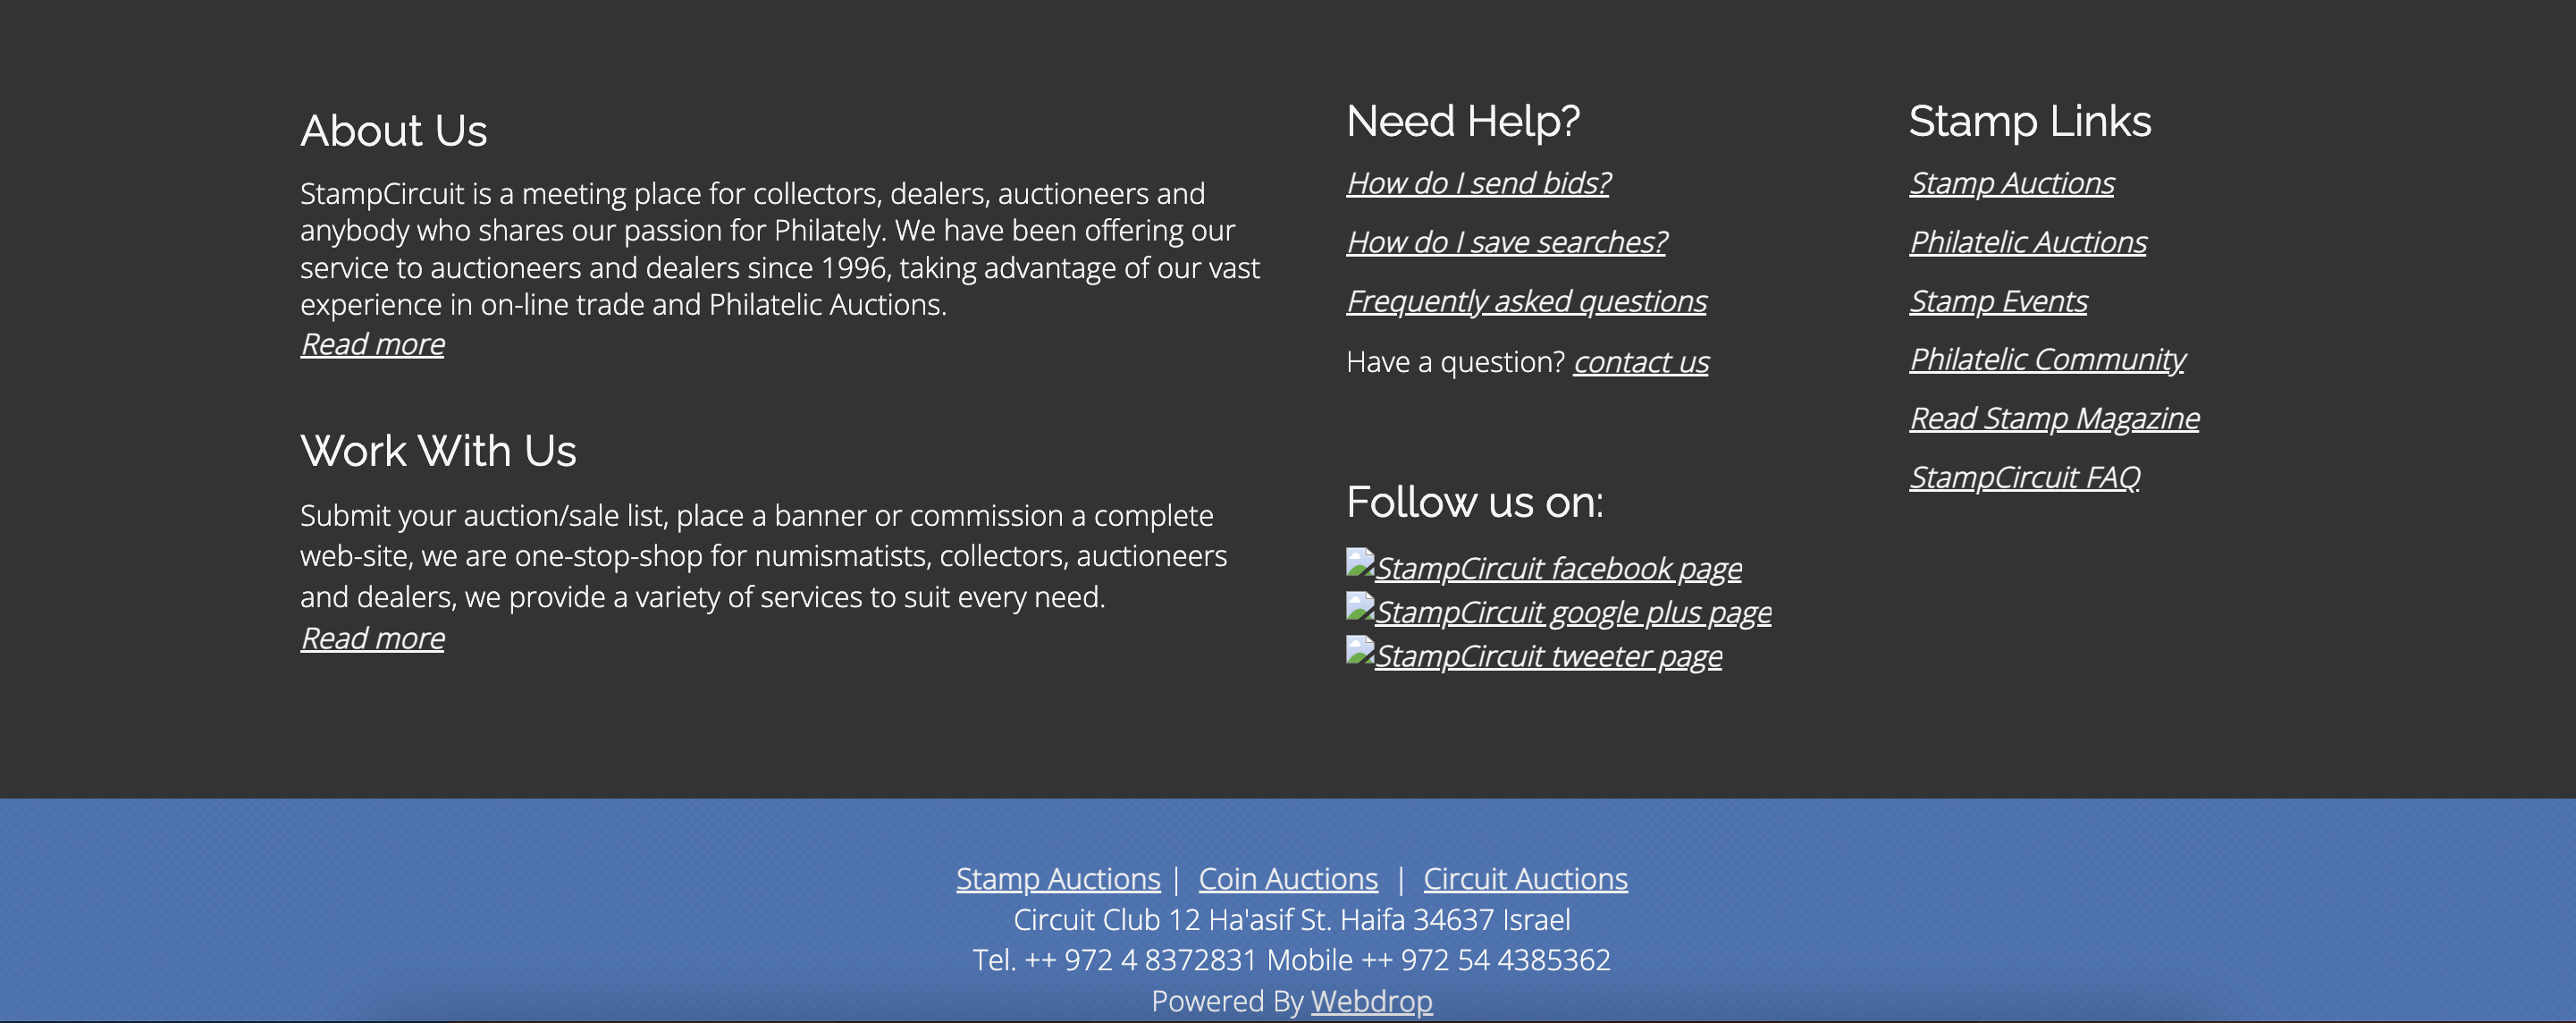 About Us
StampCircuit is a meeting place for collectors, dealers, auctioneers and
anybody who shares our passion for Philately. We have been offering our
service to auctioneers and dealers since 1996, taking advantage of our vast
experience in on-line trade and Philatelic Auctions.
Read more
Work With Us
Submit your auction/sale list, place a banner or commission a complete
web-site, we are one-stop-shop for numismatists, collectors, auctioneers
and dealers, we provide a variety of services to suit every need.
Read more
Need Help?
How do I send bids?
How do I save searches?
Frequently asked questions
Have a question? contact us
Follow us on:
StampCircuit facebook page
StampCircuit google plus page
StampCircuit tweeter page
Stamp Links
Stamp Auctions
Philatelic Auctions
Stamp Events
Philatelic Community
Read Stamp Magazine
StampCircuit FAQ
Stamp Auctions | Coin Auctions | Circuit Auctions
Circuit Club 12 Ha'asif St. Haifa 34637 Israel
Tel. ++ 972 4 8372831 Mobile ++ 972 54 4385362
Powered By Webdrop